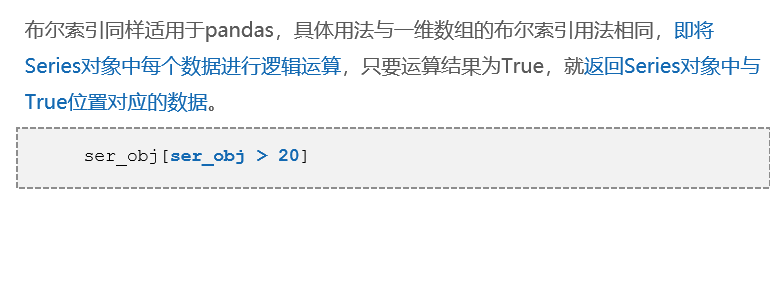 布尔索引同样适用于pandas，具体用法与一维数组的布尔索引用法相同，即将
Series对象中每个数据进行逻辑运算，只要运算结果为True，就返回Series对象中与
True位置对应的数据。
ser_obj[ser_obj > 20]